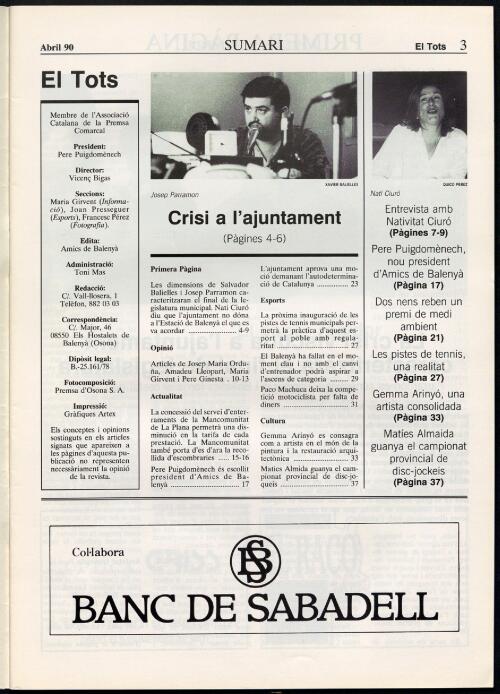 Abril 90
SUMARI
El Tots 3
El Tots
Membre de l'Associació
Catalana de la Premsa
Comarcal
President:
Pere Puigdomènech
Director:
Vicenç Bigas
Seccions:
Maria Girvent (Informa-
ció), Joan Presseguer
(Esports), Francesc Pérez
(Fotografia).
Edita:
Amics de Balenyà
Administració:
Toni Mas
Redacció:
C/. Vall-llosera, 1
Telèfon, 882 03 03
Correspondència:
C/. Major, 46
08550 Els Hostalets de
Balenyà (Osona)
Dipòsit legal:
B.-25.161/78
Fotocomposició:
Premsa d'Osona S. A.
Impressió:
Gràfiques Artex
Els conceptes i opinions
sostinguts en els articles
signats que apareixen a
les pàgines d'aquesta pu-
blicació no representen
necessàriament la opinió
de la revista.
XAVIER BALIELLES
Josep Parramon
Crisi a l'ajuntament
(Pàgines 4-6)
Primera Pàgina
Les dimensions de Salvador
Balielles i Josep Parramon ca-
racteritzaran el final de la le-
gislatura municipal. Nati Ciuró
diu que l'ajuntament no dóna
a l'Estació de Balenyà el que es
va acordar ................. 4-9
Opinió
Articles de Josep Maria Ordu-
ña, Amadeu Lleopart, Maria
Girvent i Pere Ginesta . 10-13
Actualitat
La concessió del servei d'enter-
raments de la Mancomunitat
de La Plana permetrà una dis-
minució en la tarifa de cada
prestació. La Mancomunitat
també porta d'es d'ara la reco-
llida d'escombraries ..... 15-16
Pere Puigdomènech és escollit
president d'Amics de Ba-
lenyà ......................... 17
L'ajuntament aprova una mo-
ció demanant l'autodetermina-
ció de Catalunya ............ 23
Esports
La pròxima inauguració de les
pistes de tennis municipals per-
metrà la pràctica d'aquest es-
port al poble amb regula-
ritat ........................... 27
El Balenyà ha fallat en el mo-
ment clau i no amb el canvi
d'entrenador podrà aspirar a
l'ascens de categoria ........ 29
Paco Machuca deixa la compe-
tició motociclista per falta de
diners ......................... 31
Cultura
Gemma Arinyó es consagra
com a artista en el món de la
pintura i la restauració arqui-
tectònica ..................... 33
Maties Almida guanya el cam-
pionat provincial de disc-jo-
queis .......................... 37
QUICO PÉREZ
Nati Ciuró
Entrevista amb
Nativitat Ciuró
(Pàgines 7-9)
Pere Puigdomènech,
nou president
d'Amics de Balenyà
(Pàgina 17)
Dos nens reben un
premi de medi
ambient
(Pàgina 21)
Les pistes de tennis,
una realitat
(Pàgina 27)
Gemma Arinyó, una
artista consolidada
(Pàgina 33)
Maties Almaida
guanya el campionat
provincial de
disc-jockeis
(Pàgina 37)
Col·labora
BS
BANC DE SABADELL